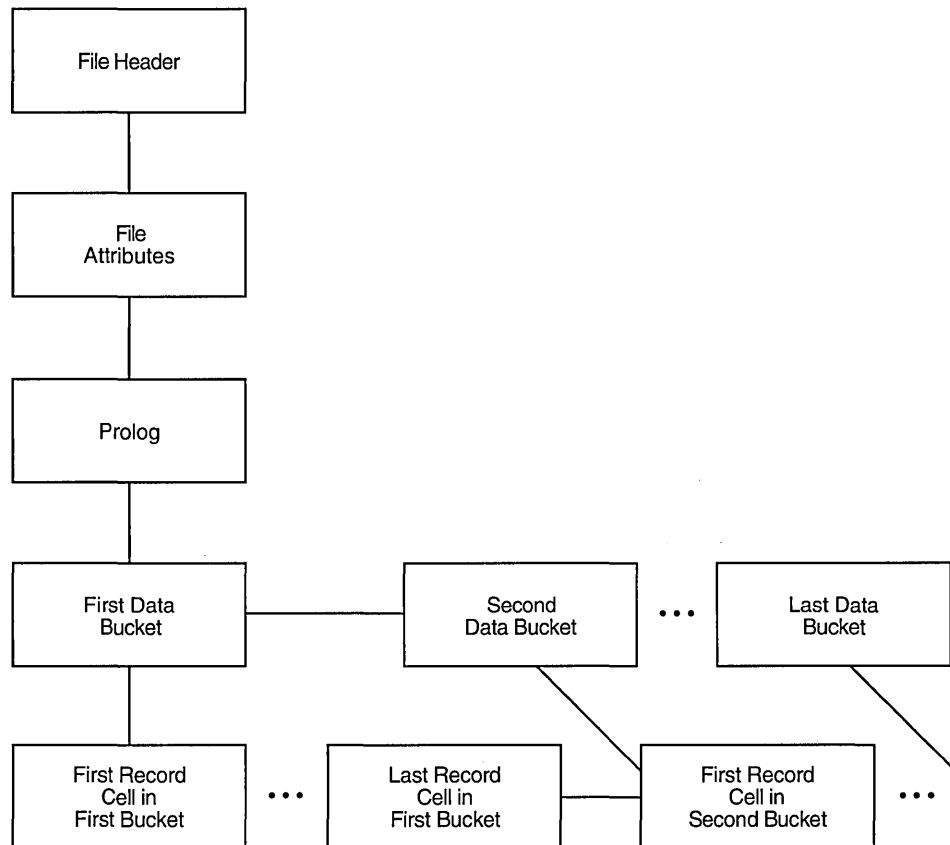 File Header
File
Attributes
Prolog
First Data
Bucket
Second
Data Bucket
•••
Last Data
Bucket
First Record
Cell in
First Bucket
•••
Last Record
Cell in
First Bucket
First Record
Cell in
Second Bucket
•••